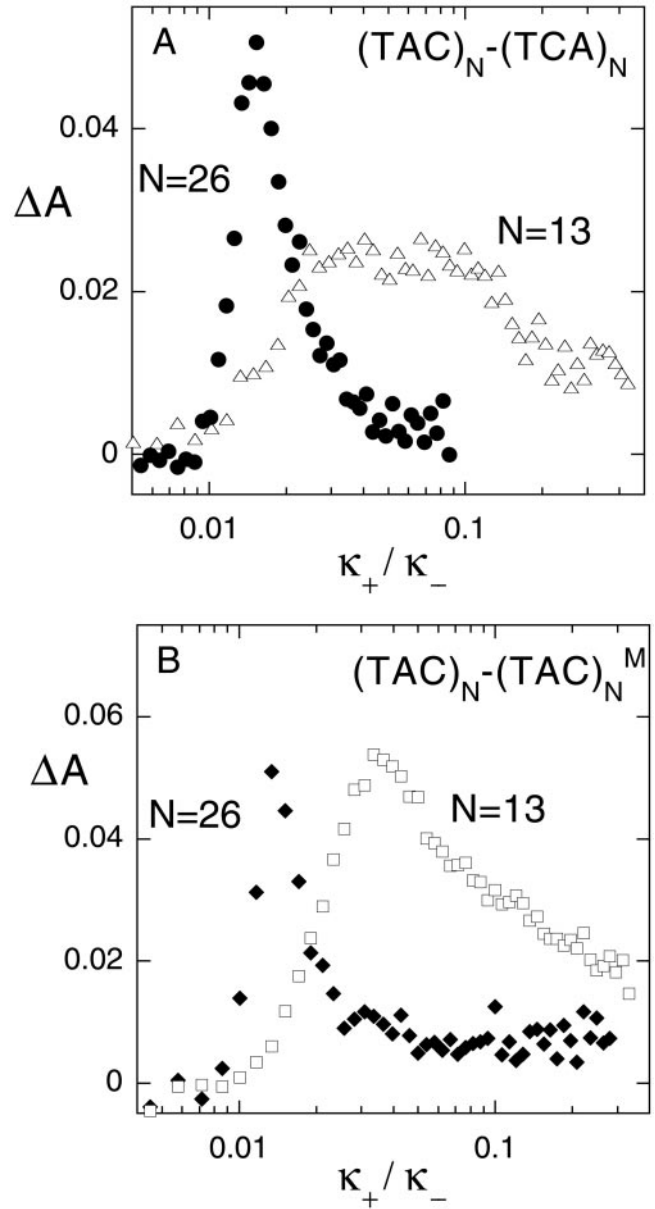 A (TAC)N-(TCA)N
0.04
N=26
ΔA
N=13
0.02
0
0.01 0.1
κ+ / κ−
B (TAC)N-(TAC)N^M
0.06
ΔA
N=26 N=13
0.04
0.02
0
0.01 0.1
κ+ / κ−